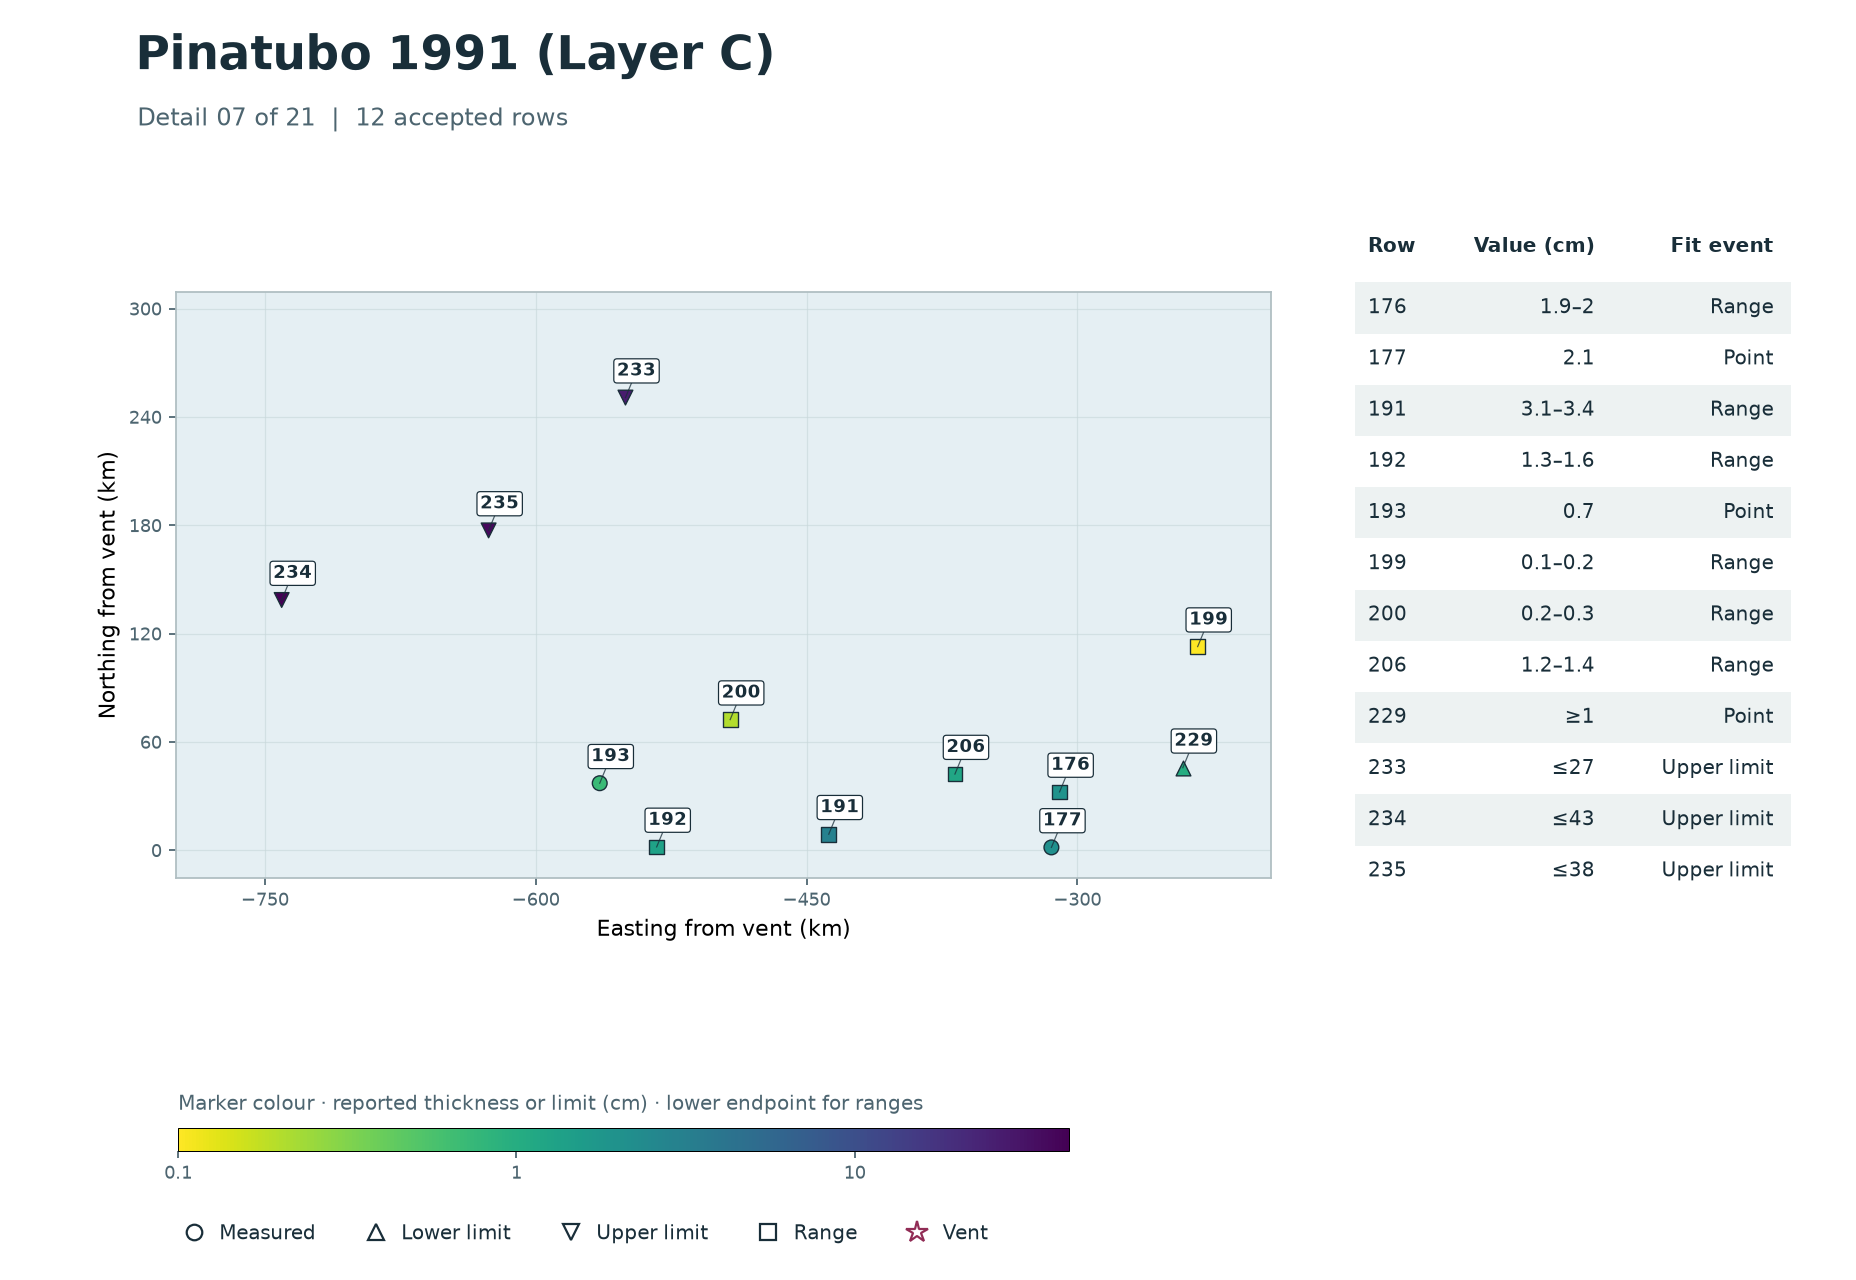 Pinatubo 1991 (Layer C)
Detail 07 of 21 | 12 accepted rows
Row Value (cm) Fit event
176 1.9–2 Range
177 2.1 Point
191 3.1–3.4 Range
192 1.3–1.6 Range
193 0.7 Point
199 0.1–0.2 Range
200 0.2–0.3 Range
206 1.2–1.4 Range
229 ≥1 Point
233 ≤27 Upper limit
234 ≤43 Upper limit
235 ≤38 Upper limit
Northing from vent (km)
300
240
180
120
60
0
233
235
234
199
200
193
206
229
176
192
191
177
−750 −600 −450 −300
Easting from vent (km)
Marker colour · reported thickness or limit (cm) · lower endpoint for ranges
0.1 1 10
Measured Lower limit Upper limit Range Vent